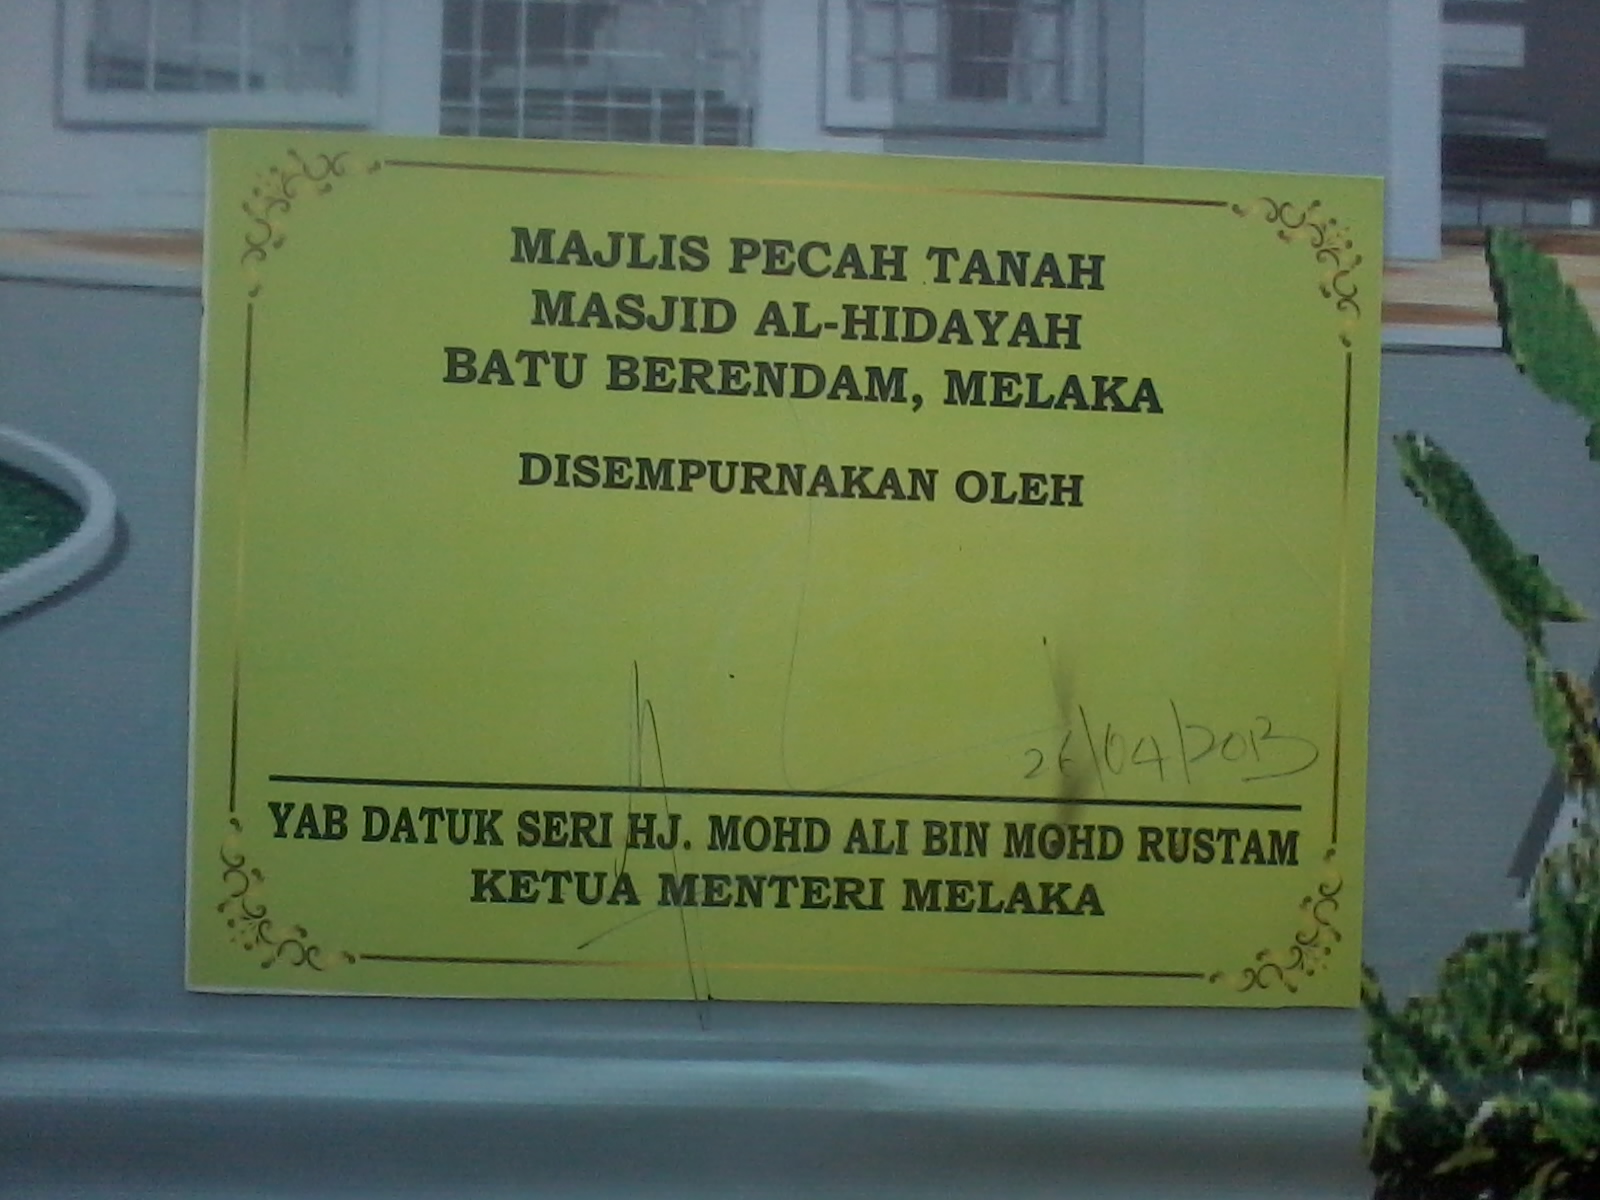 MAJLIS PECAH TANAH
MASJID AL-HIDAYAH
BATU BERENDAM, MELAKA
DISEMPURNAKAN OLEH
26/04/2013
YAB DATUK SERI HJ. MOHD ALI BIN MOHD RUSTAM
KETUA MENTERI MELAKA